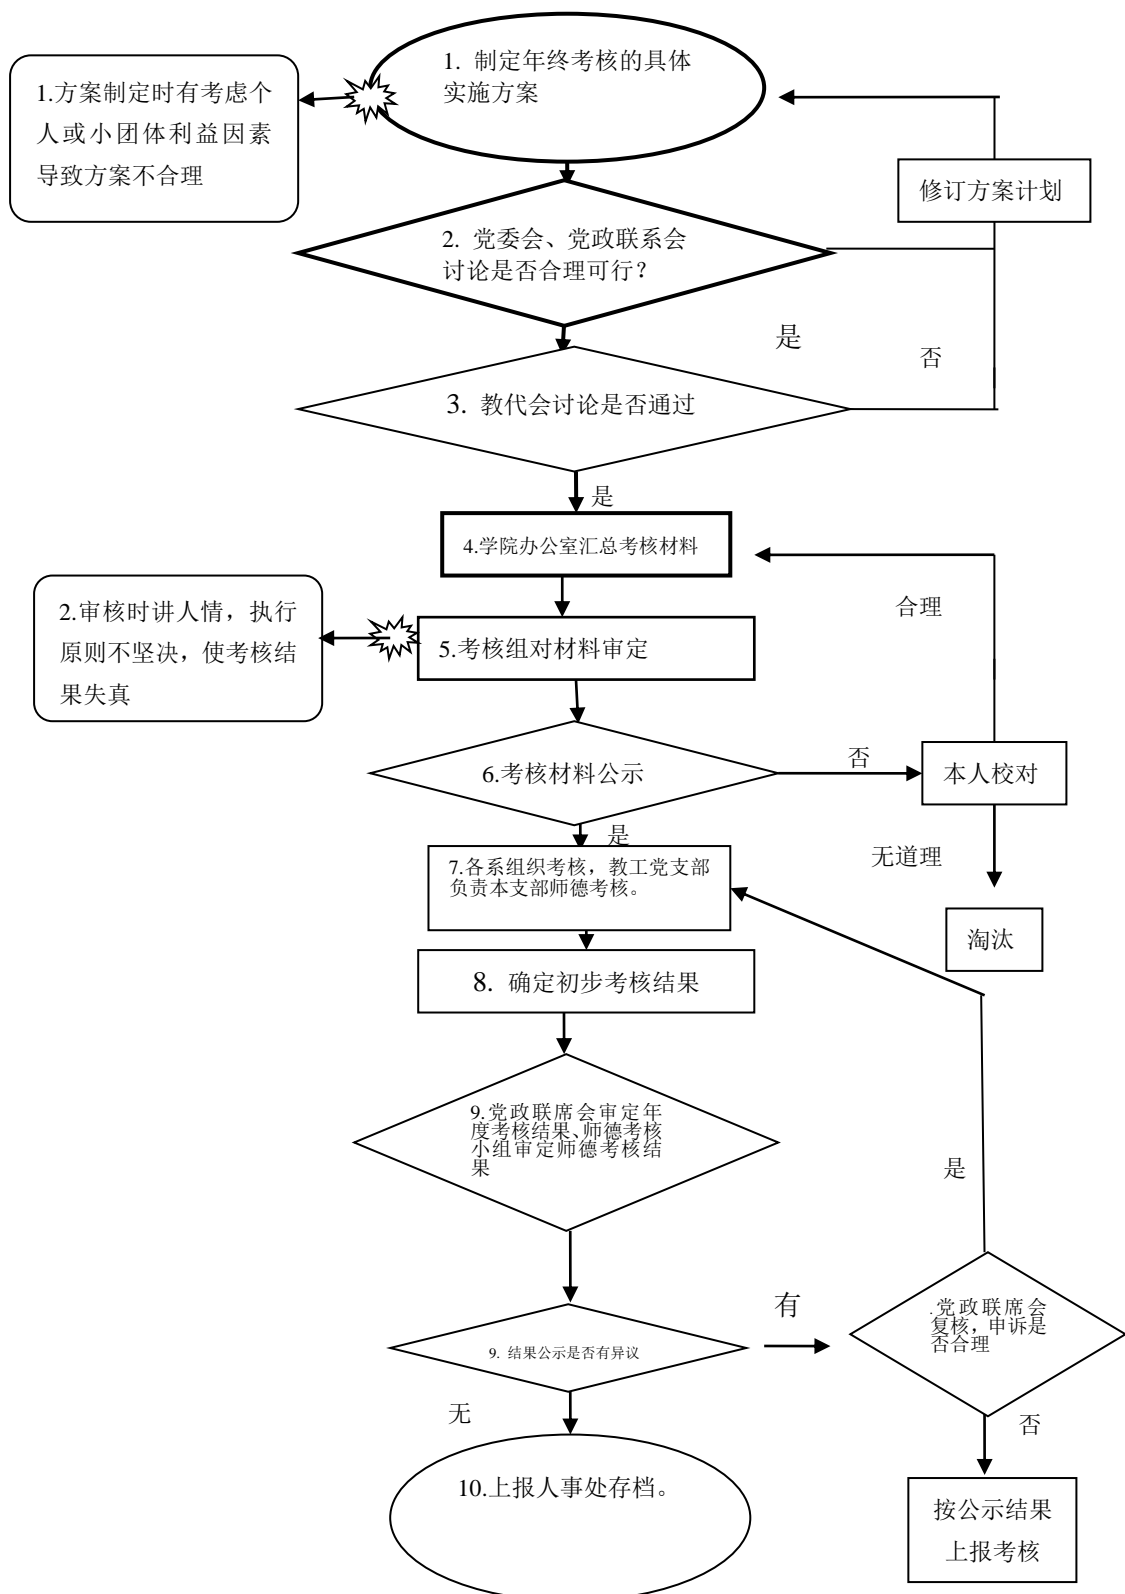 1. 制定年终考核的具体
实施方案
1.方案制定时有考虑个
人或小团体利益因素
导致方案不合理
修订方案计划
2. 党委会、党政联系会
讨论是否合理可行？
是
否
3. 教代会讨论是否通过
是
4.学院办公室汇总考核材料
合理
2.审核时讲人情，执行
原则不坚决，使考核结
果失真
5.考核组对材料审定
6.考核材料公示
否
本人校对
是
无道理
7.各系组织考核，教工党支部
负责本支部师德考核。
淘汰
8. 确定初步考核结果
9.党政联席会审定年
度考核结果、师德考核
小组审定师德考核结
果
是
有
.党政联席会
复核，申诉是
否合理
9. 结果公示是否有异议
无
否
10.上报人事处存档。
按公示结果
上报考核